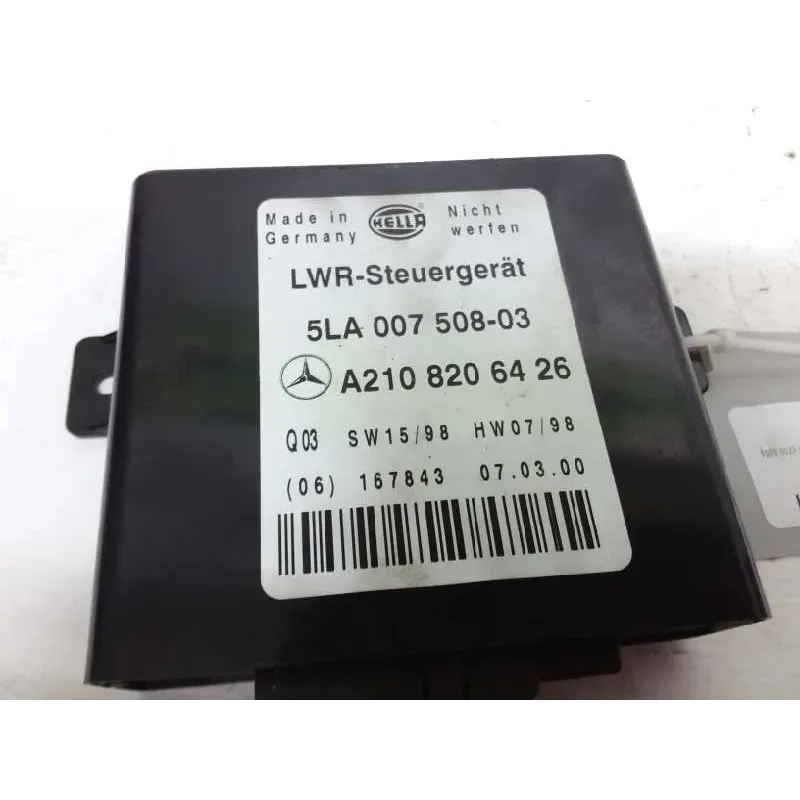 Made in
Germany
HELLA
®
Nicht
werfen
LWR-Steuergerät
5LA 007 508-03
A210 820 64 26
Q03 SW15/98 HW07/98
(06) 167843 07.03.00